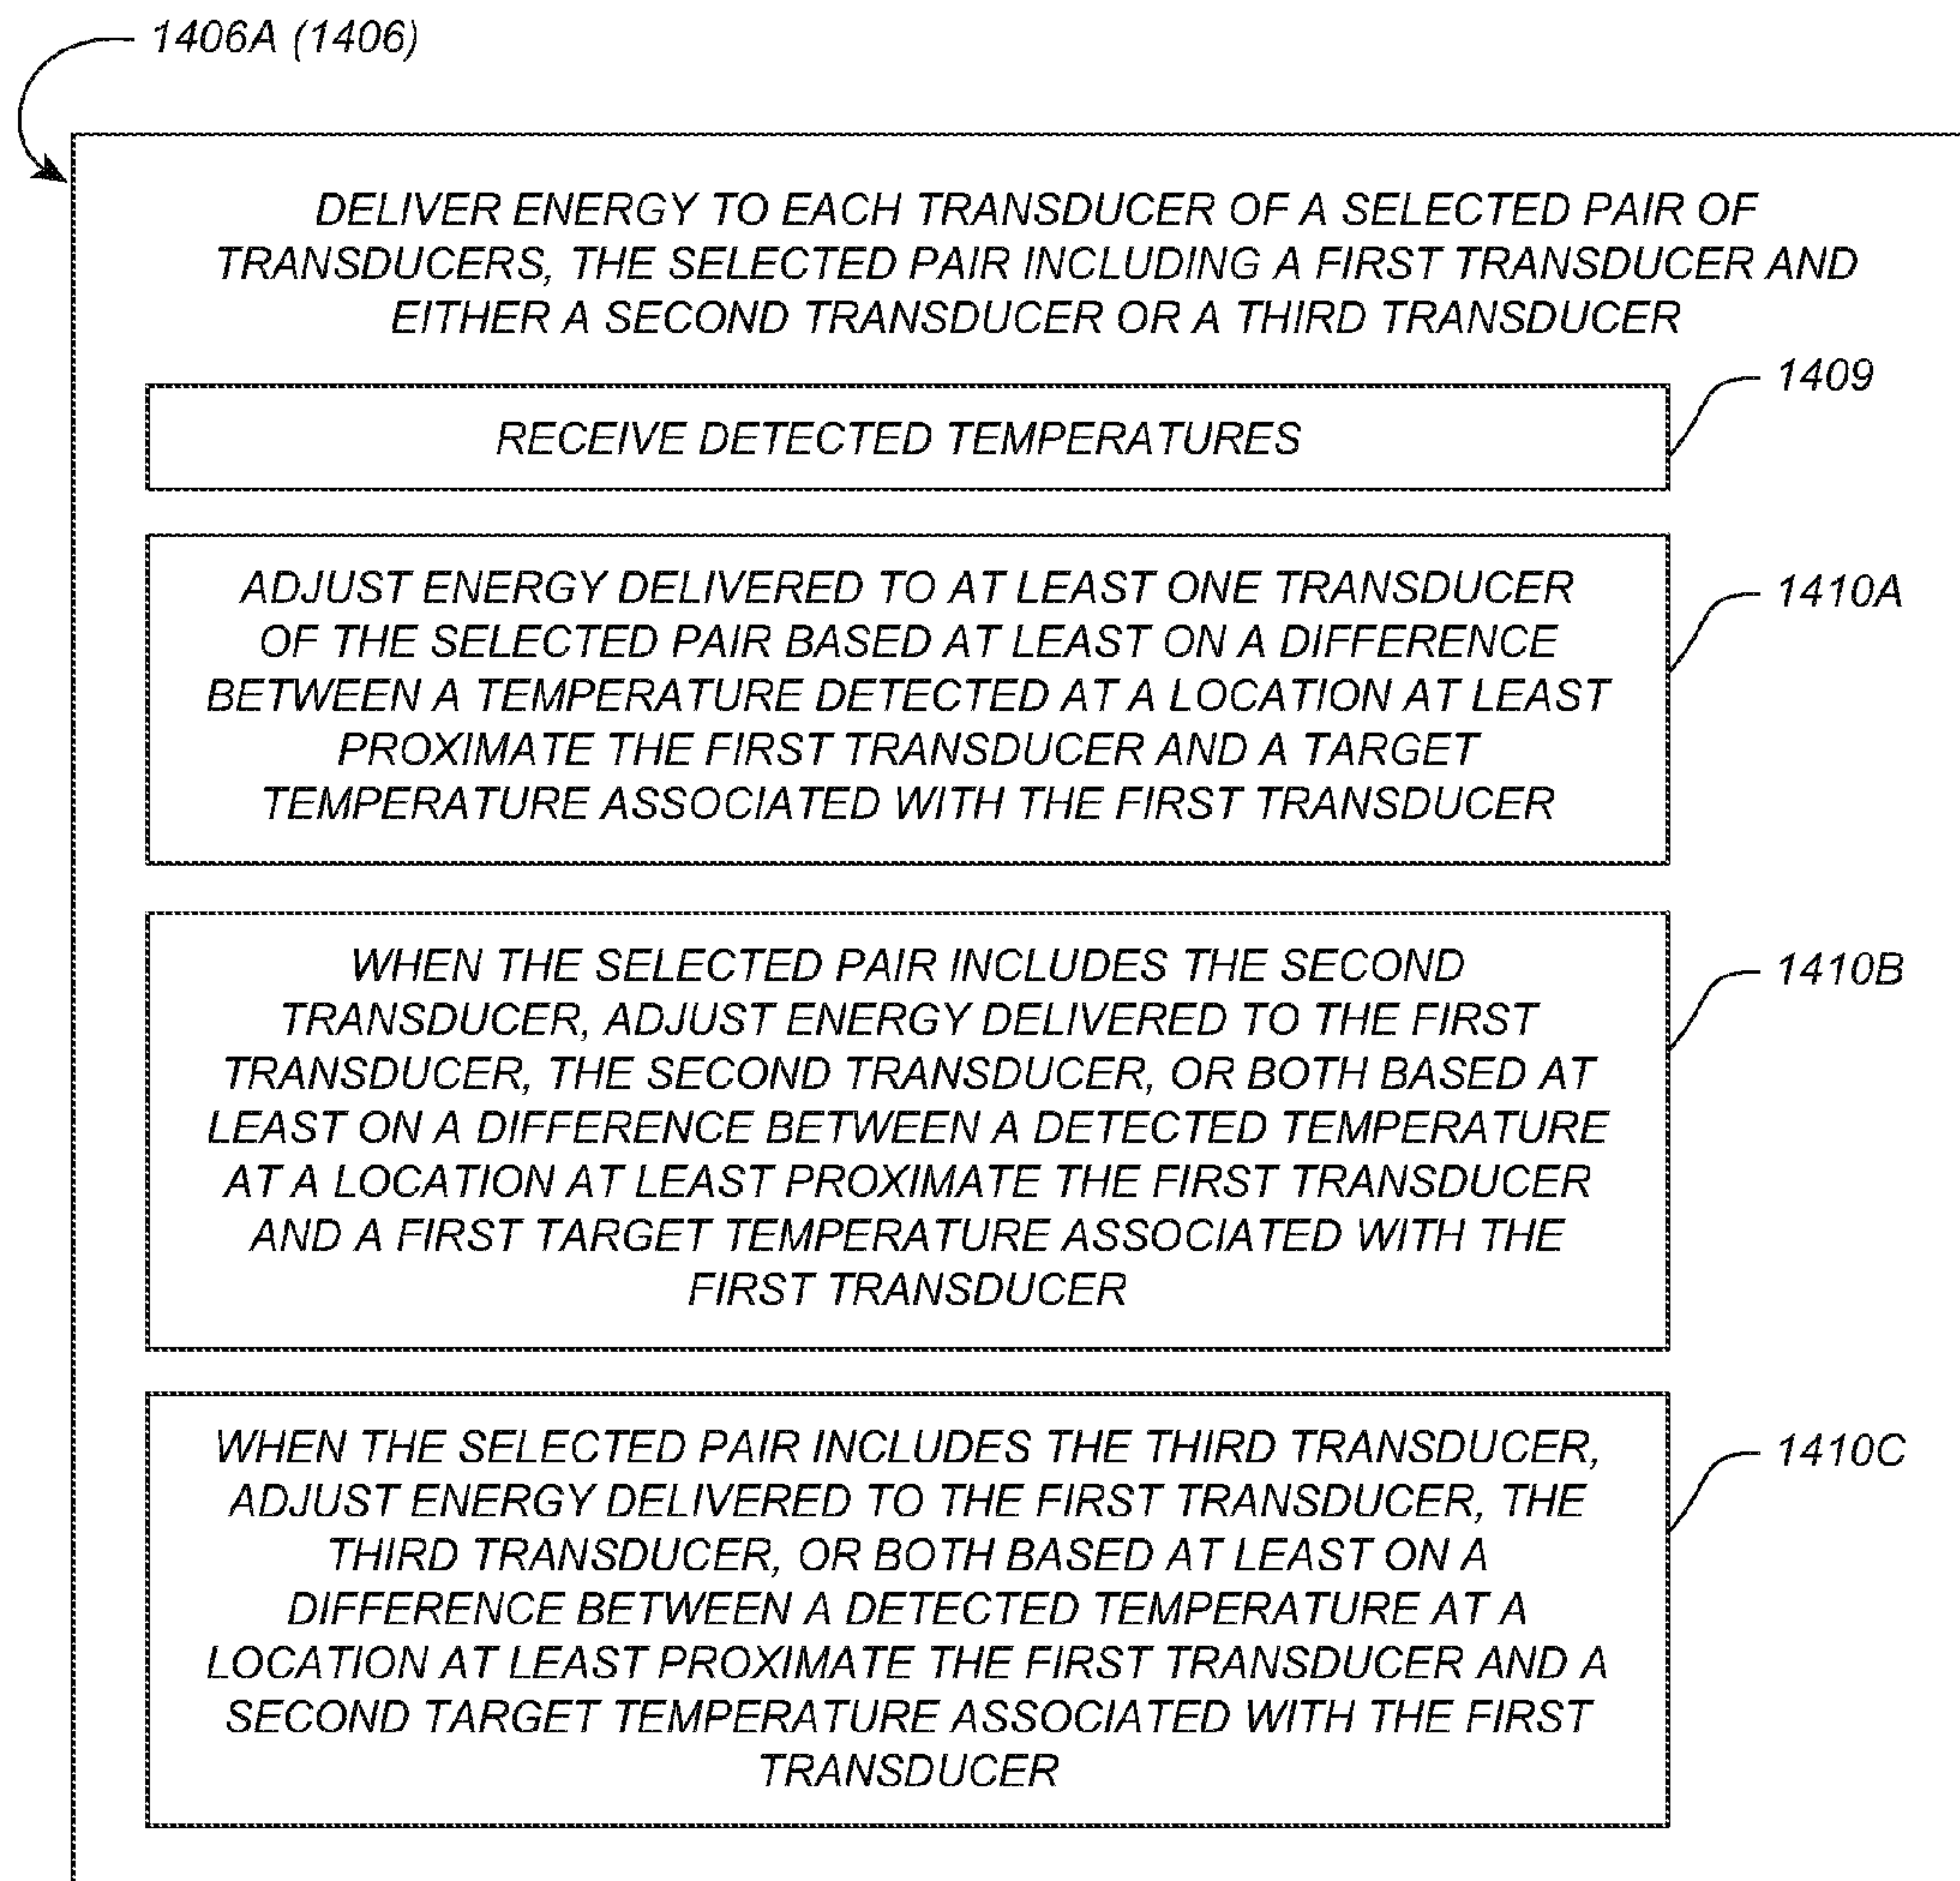 1406A (1406)
DELIVER ENERGY TO EACH TRANSDUCER OF A SELECTED PAIR OF
TRANSDUCERS, THE SELECTED PAIR INCLUDING A FIRST TRANSDUCER AND
EITHER A SECOND TRANSDUCER OR A THIRD TRANSDUCER
1409
RECEIVE DETECTED TEMPERATURES
1410A
ADJUST ENERGY DELIVERED TO AT LEAST ONE TRANSDUCER
OF THE SELECTED PAIR BASED AT LEAST ON A DIFFERENCE
BETWEEN A TEMPERATURE DETECTED AT A LOCATION AT LEAST
PROXIMATE THE FIRST TRANSDUCER AND A TARGET
TEMPERATURE ASSOCIATED WITH THE FIRST TRANSDUCER
1410B
WHEN THE SELECTED PAIR INCLUDES THE SECOND
TRANSDUCER, ADJUST ENERGY DELIVERED TO THE FIRST
TRANSDUCER, THE SECOND TRANSDUCER, OR BOTH BASED AT
LEAST ON A DIFFERENCE BETWEEN A DETECTED TEMPERATURE
AT A LOCATION AT LEAST PROXIMATE THE FIRST TRANSDUCER
AND A FIRST TARGET TEMPERATURE ASSOCIATED WITH THE
FIRST TRANSDUCER
1410C
WHEN THE SELECTED PAIR INCLUDES THE THIRD TRANSDUCER,
ADJUST ENERGY DELIVERED TO THE FIRST TRANSDUCER, THE
THIRD TRANSDUCER, OR BOTH BASED AT LEAST ON A
DIFFERENCE BETWEEN A DETECTED TEMPERATURE AT A
LOCATION AT LEAST PROXIMATE THE FIRST TRANSDUCER AND A
SECOND TARGET TEMPERATURE ASSOCIATED WITH THE FIRST
TRANSDUCER